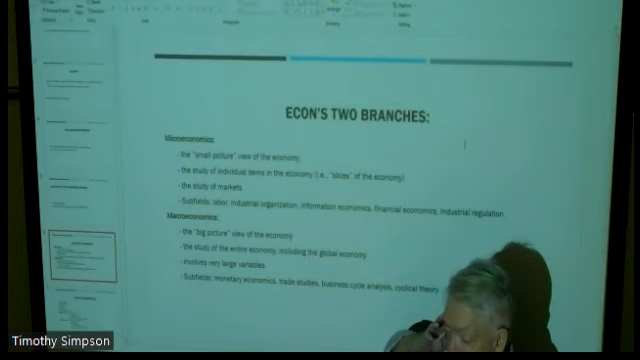 ECON'S TWO BRANCHES:
Microeconomics:
- the "small picture" view of the economy
- the study of individual items in the economy (i.e., "slices" of the economy)
- the study of markets
- Subfields: labor, industrial organization, information economics, financial economics, industrial regulation.
Macroeconomics:
- the "big picture" view of the economy
- the study of the entire economy, including the global economy
- Involves very large variables
- Subfields: monetary economics, trade studies, business cycle analysis, cyclical theory
Timothy Simpson